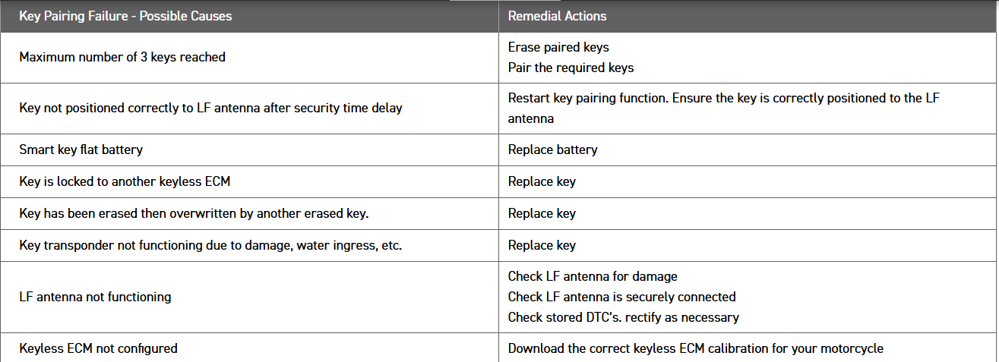 Key Pairing Failure - Possible Causes
Remedial Actions
Maximum number of 3 keys reached
Erase paired keys
Pair the required keys
Key not positioned correctly to LF antenna after security time delay
Restart key pairing function. Ensure the key is correctly positioned to the LF
antenna
Smart key flat battery
Replace battery
Key is locked to another keyless ECM
Replace key
Key has been erased then overwritten by another erased key.
Replace key
Key transponder not functioning due to damage, water ingress, etc.
Replace key
LF antenna not functioning
Check LF antenna for damage
Check LF antenna is securely connected
Check stored DTC's. rectify as necessary
Keyless ECM not configured
Download the correct keyless ECM calibration for your motorcycle